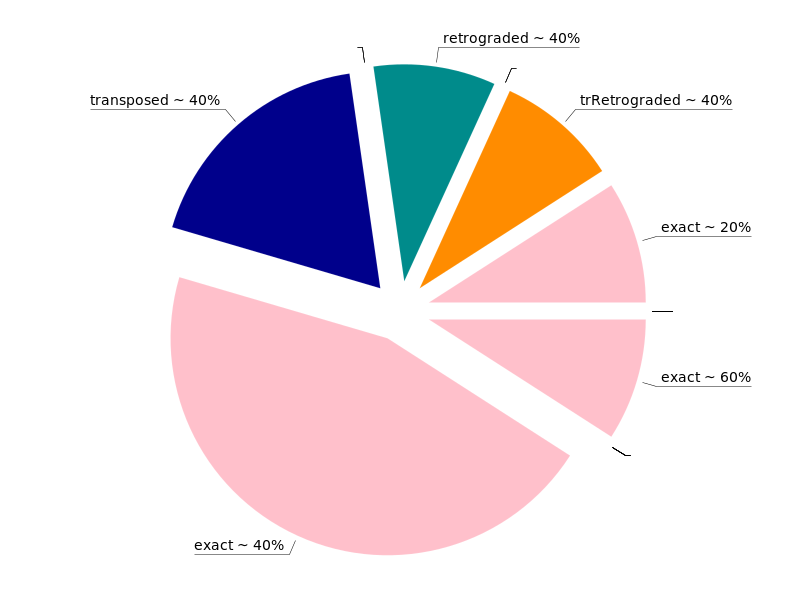 retrograded ~ 40%
transposed ~ 40%
trRetrograded ~ 40%
exact ~ 20%
exact ~ 60%
exact ~ 40%